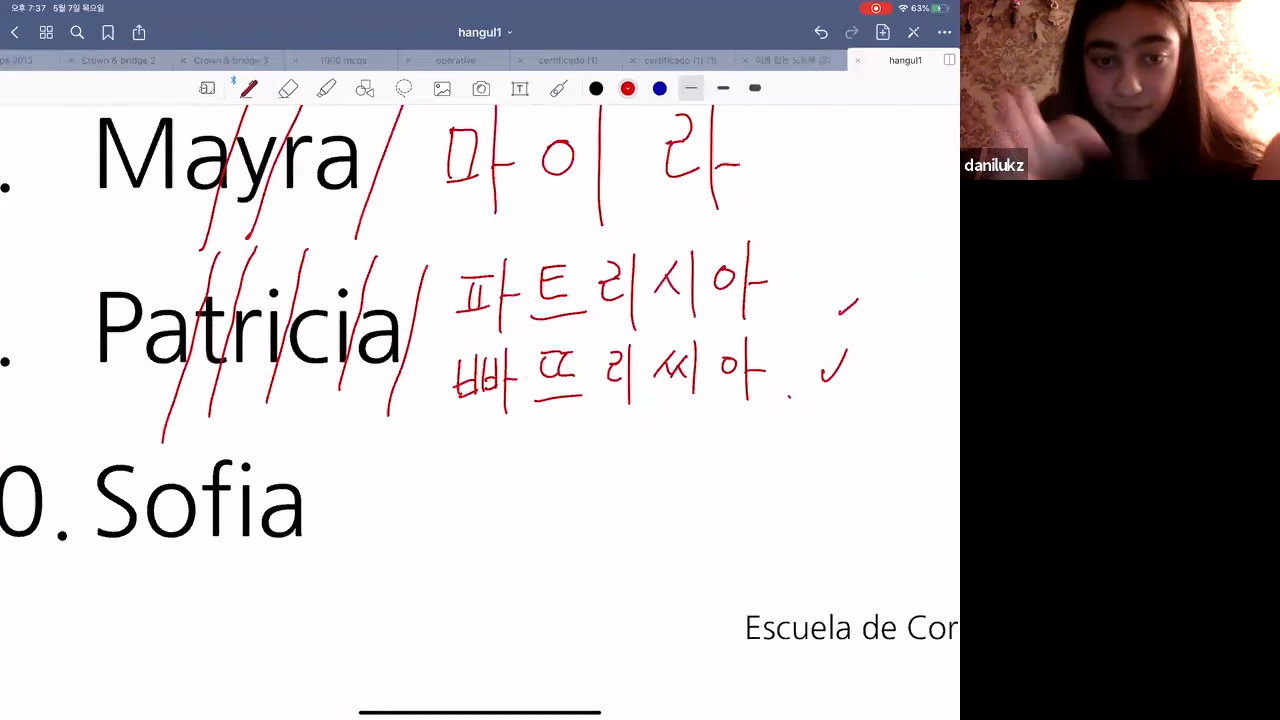 오후 7:37 5월 7일 목요일
63%
hangul1
Crown & bridge 2
Crown & bridge 3
1000 mcqs
operative
certificado (1)
certificado (1) (1)
hangul1
. Mayra 마이라
. Patricia 파트리시아
빠뜨리씨아.
0. Sofia
Escuela de Cor
danilukz